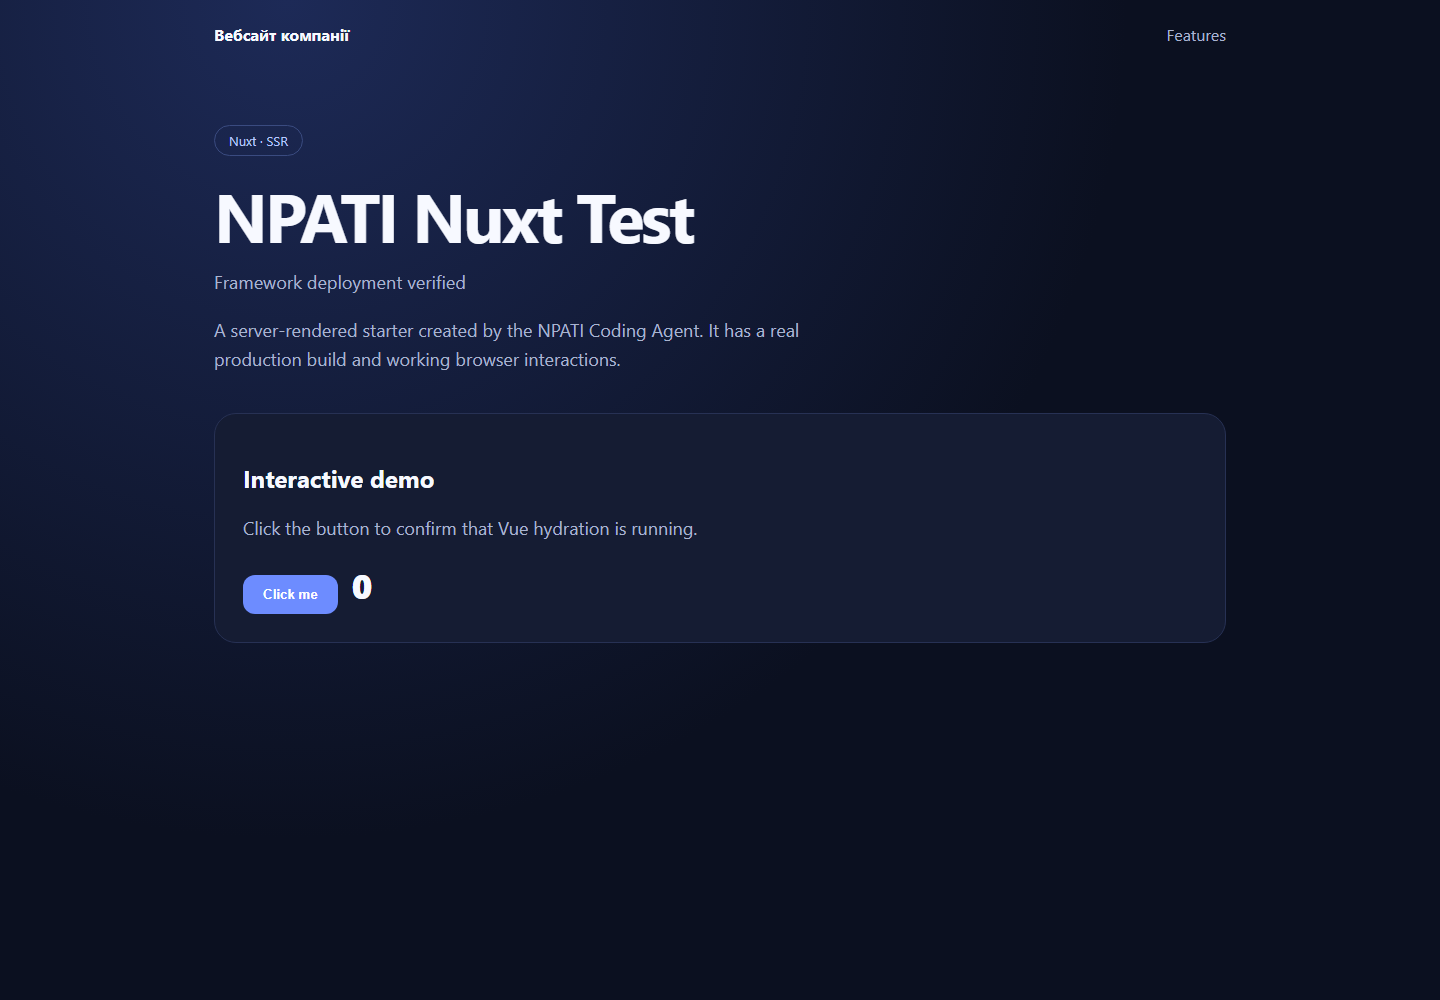 Вебсайт компанії
Features
Nuxt · SSR
NPATI Nuxt Test
Framework deployment verified
A server-rendered starter created by the NPATI Coding Agent. It has a real
production build and working browser interactions.
Interactive demo
Click the button to confirm that Vue hydration is running.
Click me
0